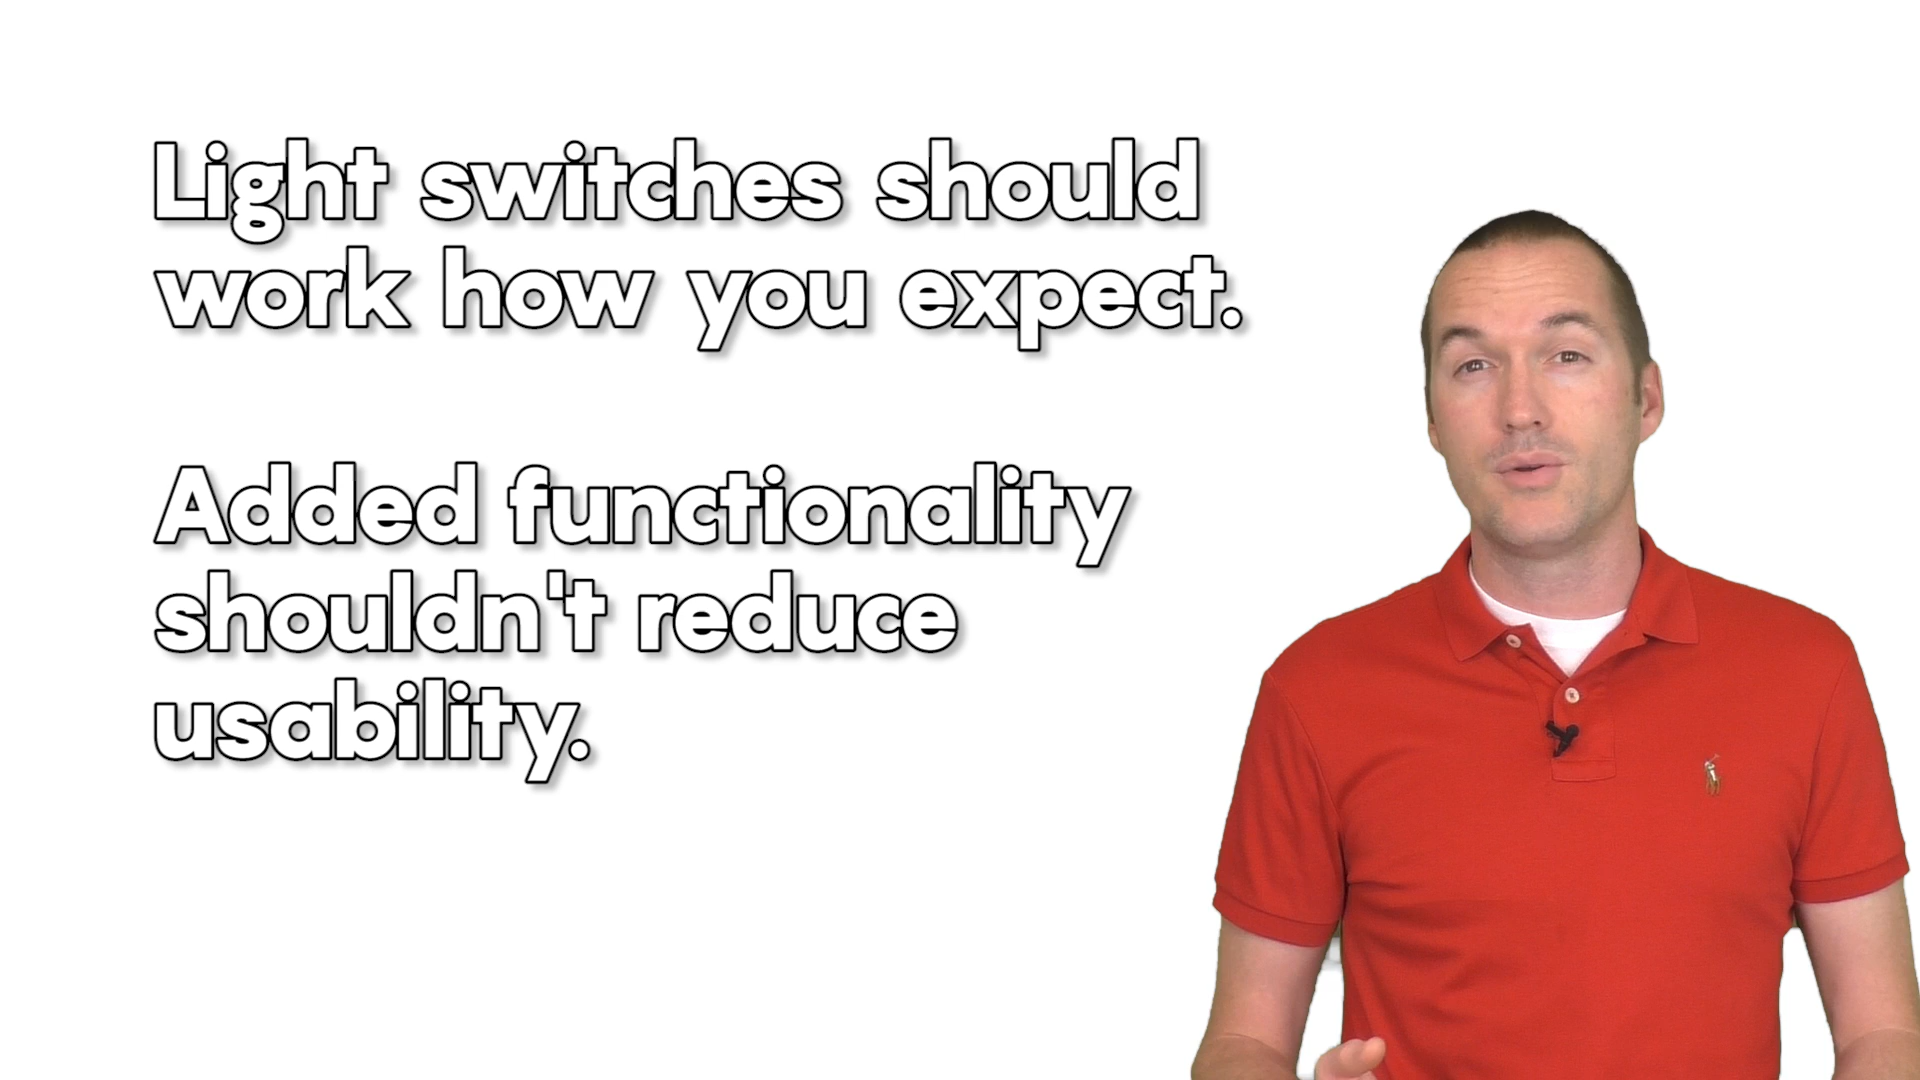 Light switches should
work how you expect.
Added functionality
shouldn't reduce
usability.